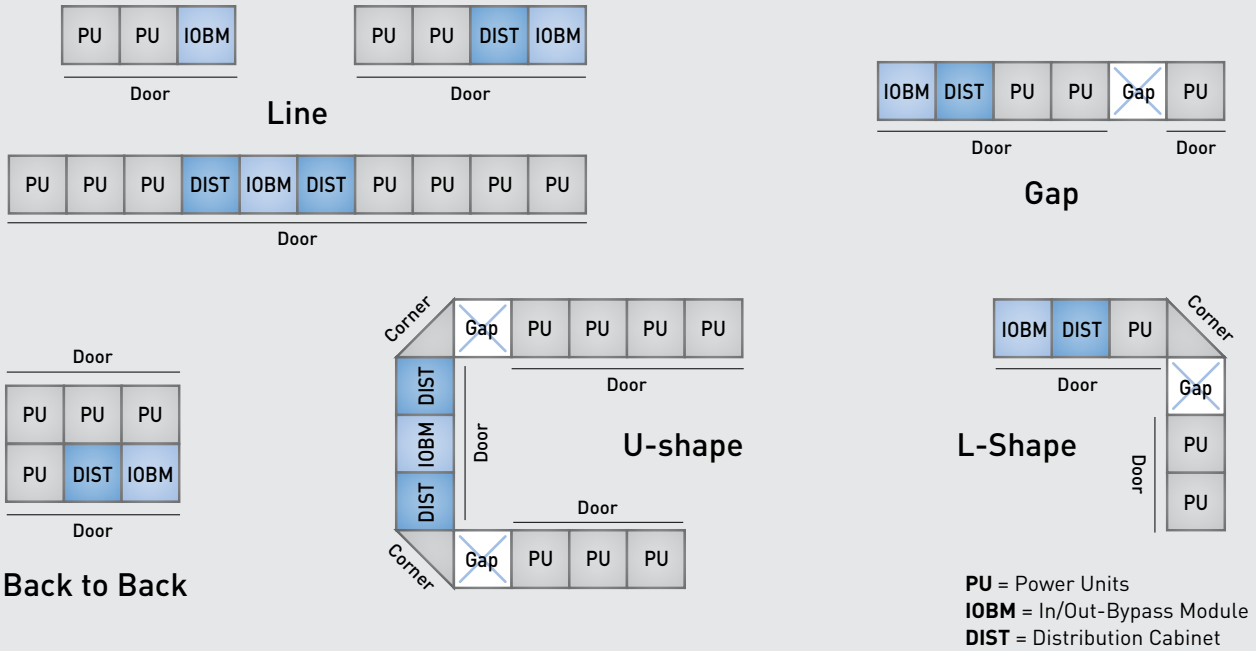 PU PU IOBM
Door
PU PU DIST IOBM
Door
Line
PU PU PU DIST IOBM DIST PU PU PU PU
Door
IOBM DIST PU PU Gap PU
Door Door
Gap
Door
PU PU PU
PU DIST IOBM
Door
Back to Back
Corner
Gap PU PU PU PU
Door
DIST
IOBM
DIST
Door
U-shape
Door
Corner
Gap PU PU PU
IOBM DIST PU
Corner
Door
Gap
PU
PU
Door
L-Shape
PU = Power Units
IOBM = In/Out-Bypass Module
DIST = Distribution Cabinet